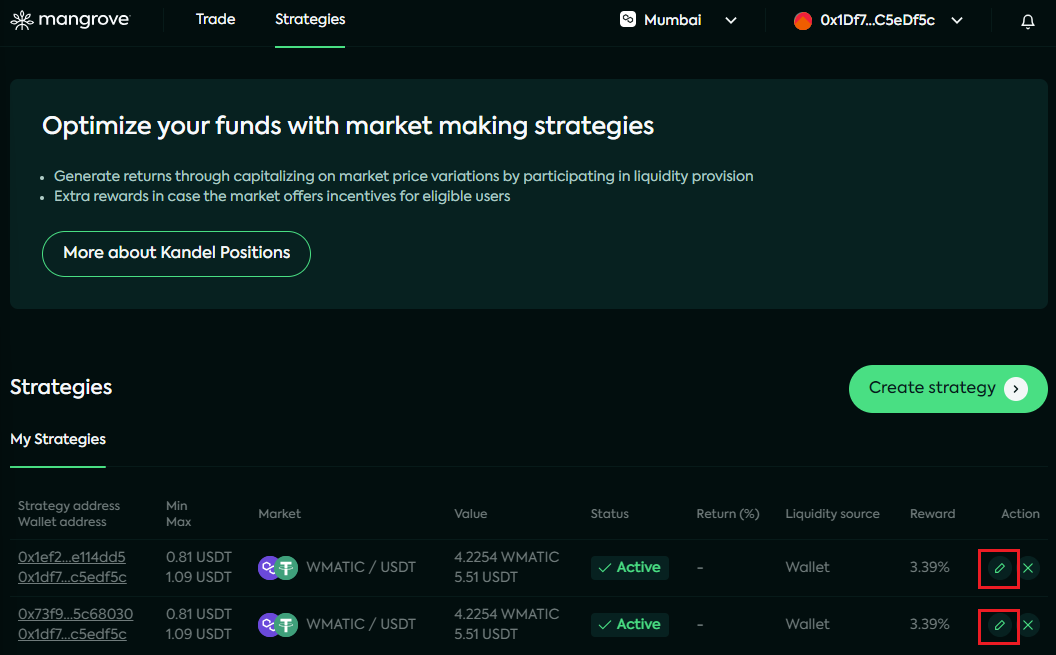 mangrove Trade Strategies Mumbai 0x1Df7...C5eDf5c
Optimize your funds with market making strategies
Generate returns through capitalizing on market price variations by participating in liquidity provision
Extra rewards in case the market offers incentives for eligible users
More about Kandel Positions
Strategies
Create strategy
My Strategies
Strategy address
Wallet address
Min
Max
Market
Value
Status
Return (%)
Liquidity source
Reward
Action
0x1ef2...e114dd5
0x1df7...c5edf5c
0.81 USDT
1.09 USDT
WMATIC / USDT
4.2254 WMATIC
5.51 USDT
Active
-
Wallet
3.39%
0x73f9...5c68030
0x1df7...c5edf5c
0.81 USDT
1.09 USDT
WMATIC / USDT
4.2254 WMATIC
5.51 USDT
Active
-
Wallet
3.39%